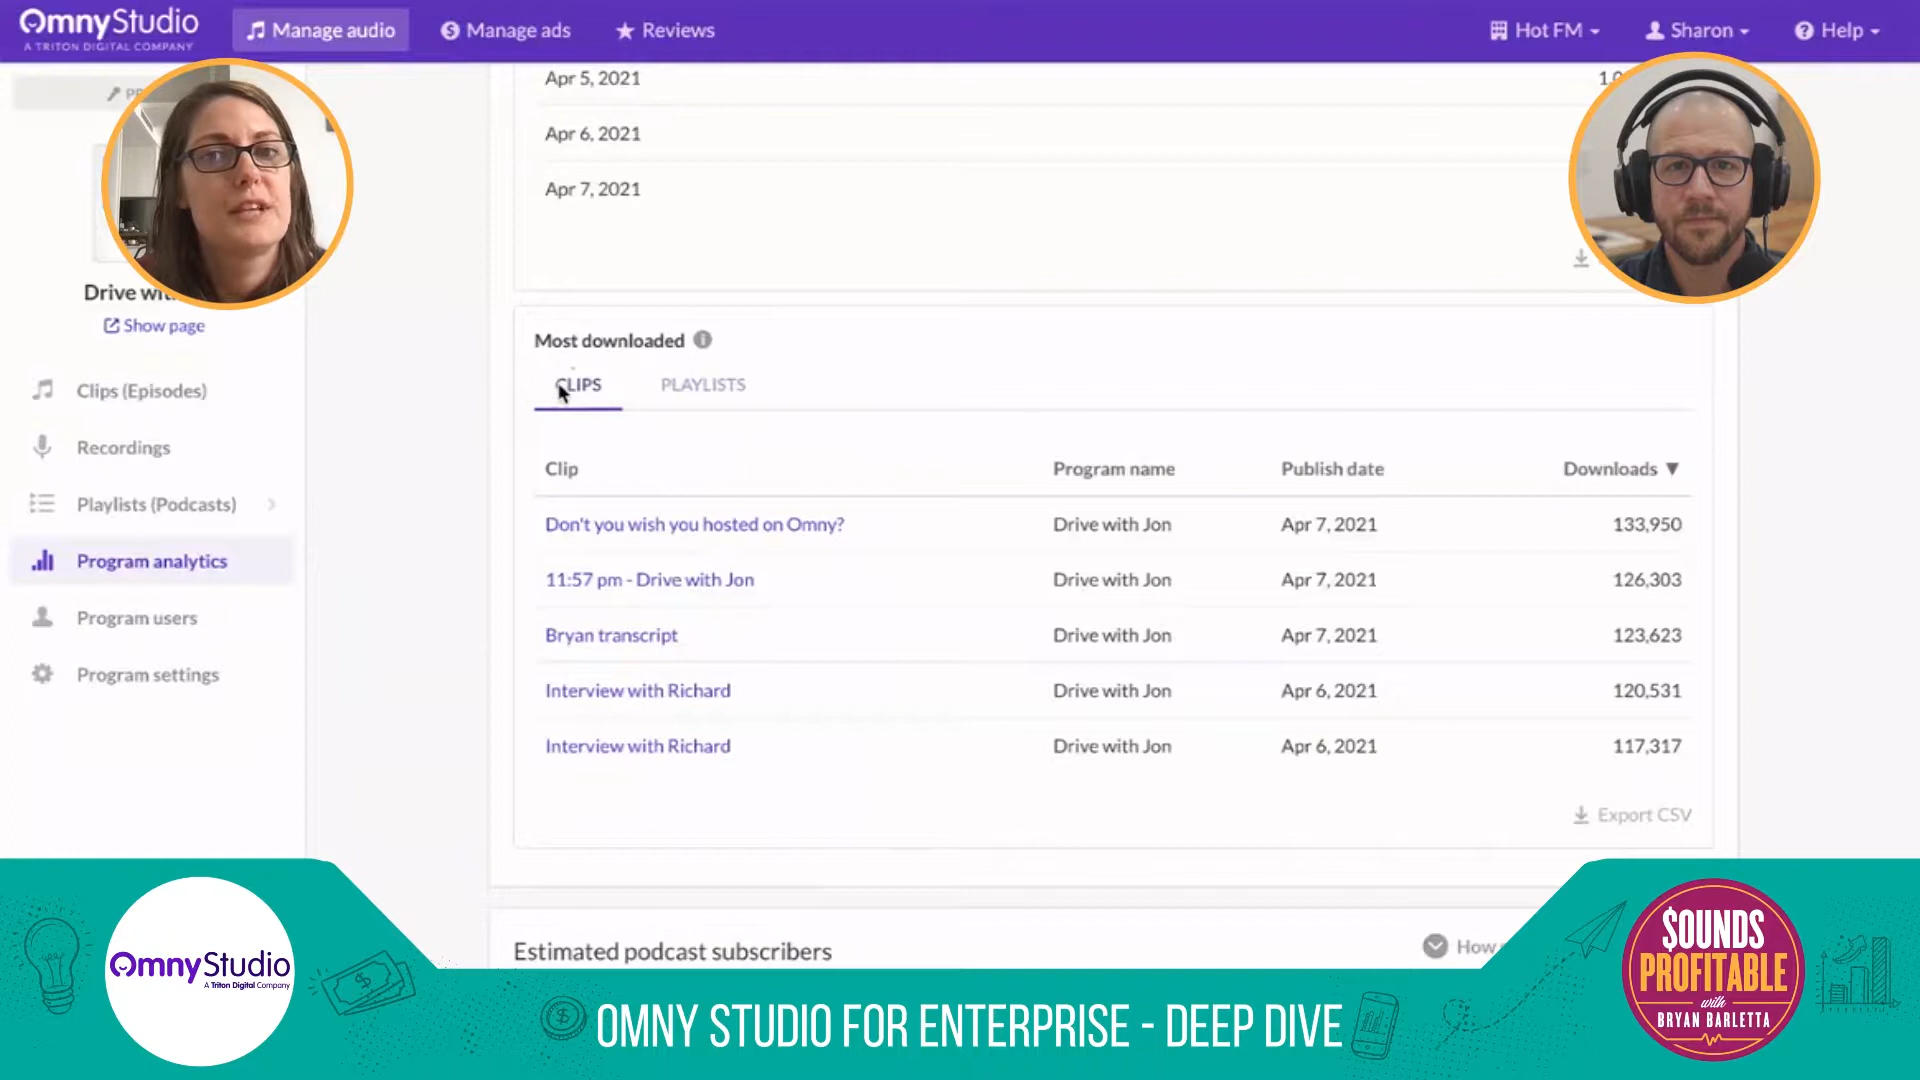 OmnyStudio
A TRITON DIGITAL COMPANY
Manage audio
Manage ads
Reviews
Hot FM
Sharon
Help
Apr 5, 2021
Apr 6, 2021
Apr 7, 2021
Drive
Show page
Clips (Episodes)
Recordings
Playlists (Podcasts)
Program analytics
Program users
Program settings
Most downloaded
CLIPS PLAYLISTS
Clip Program name Publish date Downloads ▼
Don't you wish you hosted on Omny? Drive with Jon Apr 7, 2021 133,950
11:57 pm - Drive with Jon Drive with Jon Apr 7, 2021 126,303
Bryan transcript Drive with Jon Apr 7, 2021 123,623
Interview with Richard Drive with Jon Apr 6, 2021 120,531
Interview with Richard Drive with Jon Apr 6, 2021 117,317
Export CSV
Estimated podcast subscribers
How
OmnyStudio
A Triton Digital Company
OMNY STUDIO FOR ENTERPRISE - DEEP DIVE
$OUNDS
PROFITABLE
with
BRYAN BARLETTA